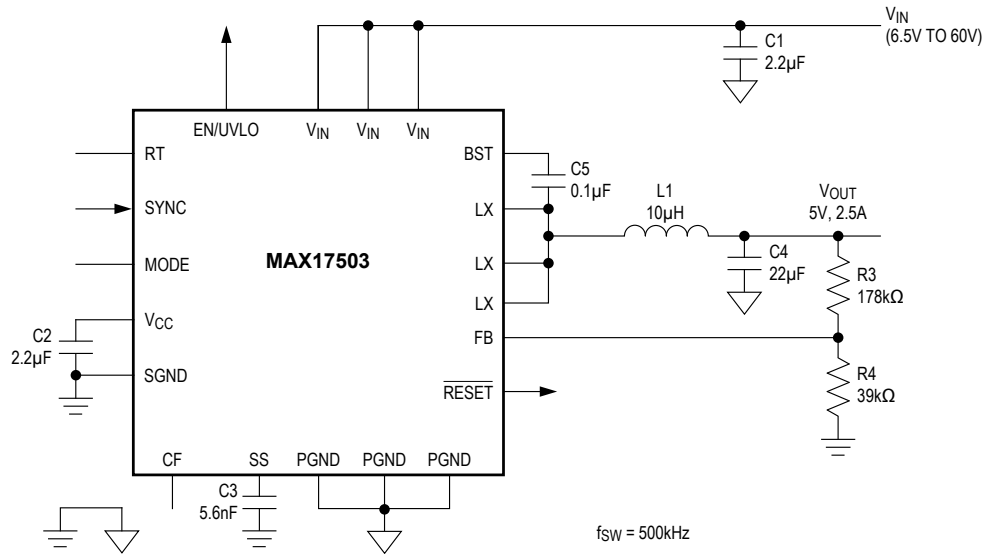 VIN
(6.5V TO 60V)
C1
2.2µF
EN/UVLO
VIN
VIN
VIN
RT
BST
C5
0.1µF
SYNC
LX
L1
10µH
VOUT
5V, 2.5A
MAX17503
MODE
LX
C4
22µF
R3
178kΩ
LX
VCC
C2
2.2µF
FB
SGND
RESET
R4
39kΩ
CF
SS
PGND
PGND
PGND
C3
5.6nF
fSW = 500kHz